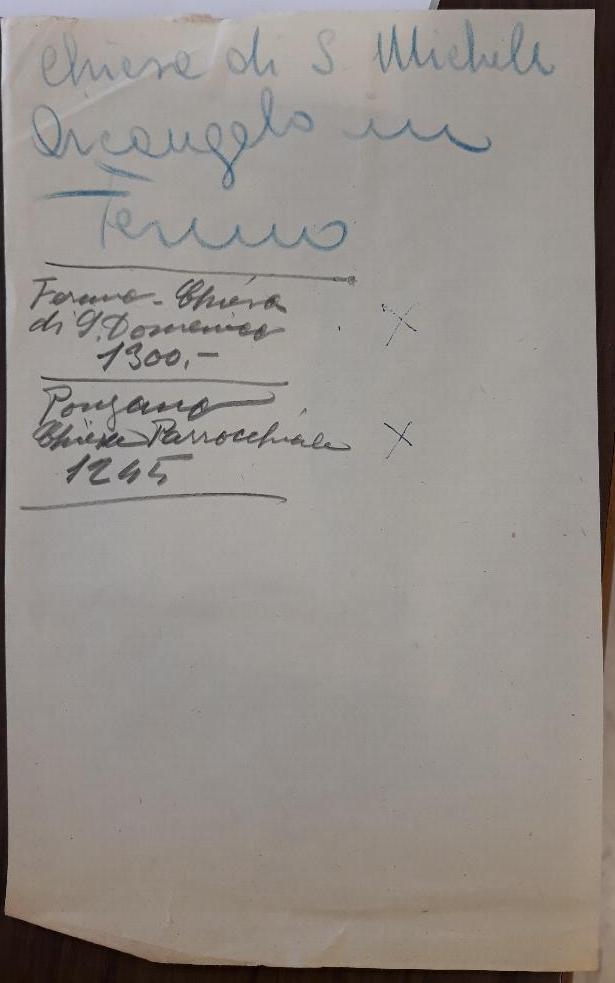 Chiesa di S. Michele
Arcangelo in
Fermo
Fermo - Chiesa
di S. Domenico
1300,-
X
Ponzano
Chiesa Parrocchiale
X
1245